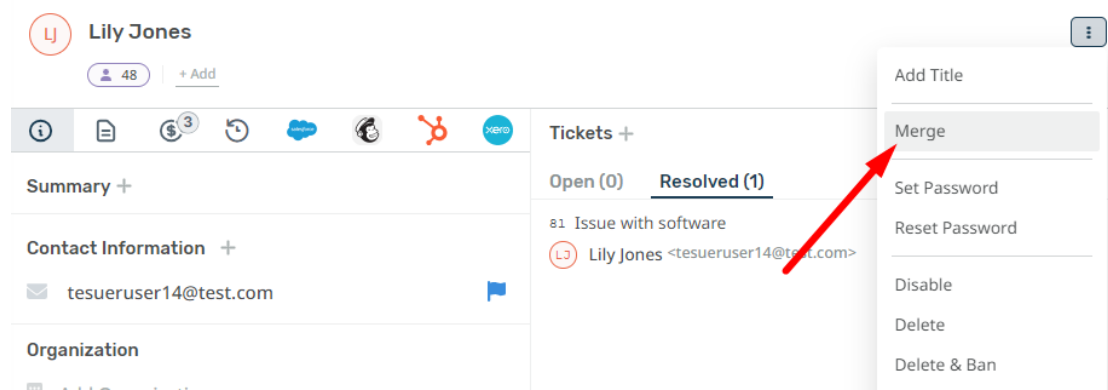 LJ
Lily Jones
48
+ Add
3
salesforce
xero
Summary +
Contact Information +
tesueruser14@test.com
Organization
Tickets +
Open (0)
Resolved (1)
81 Issue with software
LJ
Lily Jones <tesueruser14@test.com>
Add Title
Merge
Set Password
Reset Password
Disable
Delete
Delete & Ban